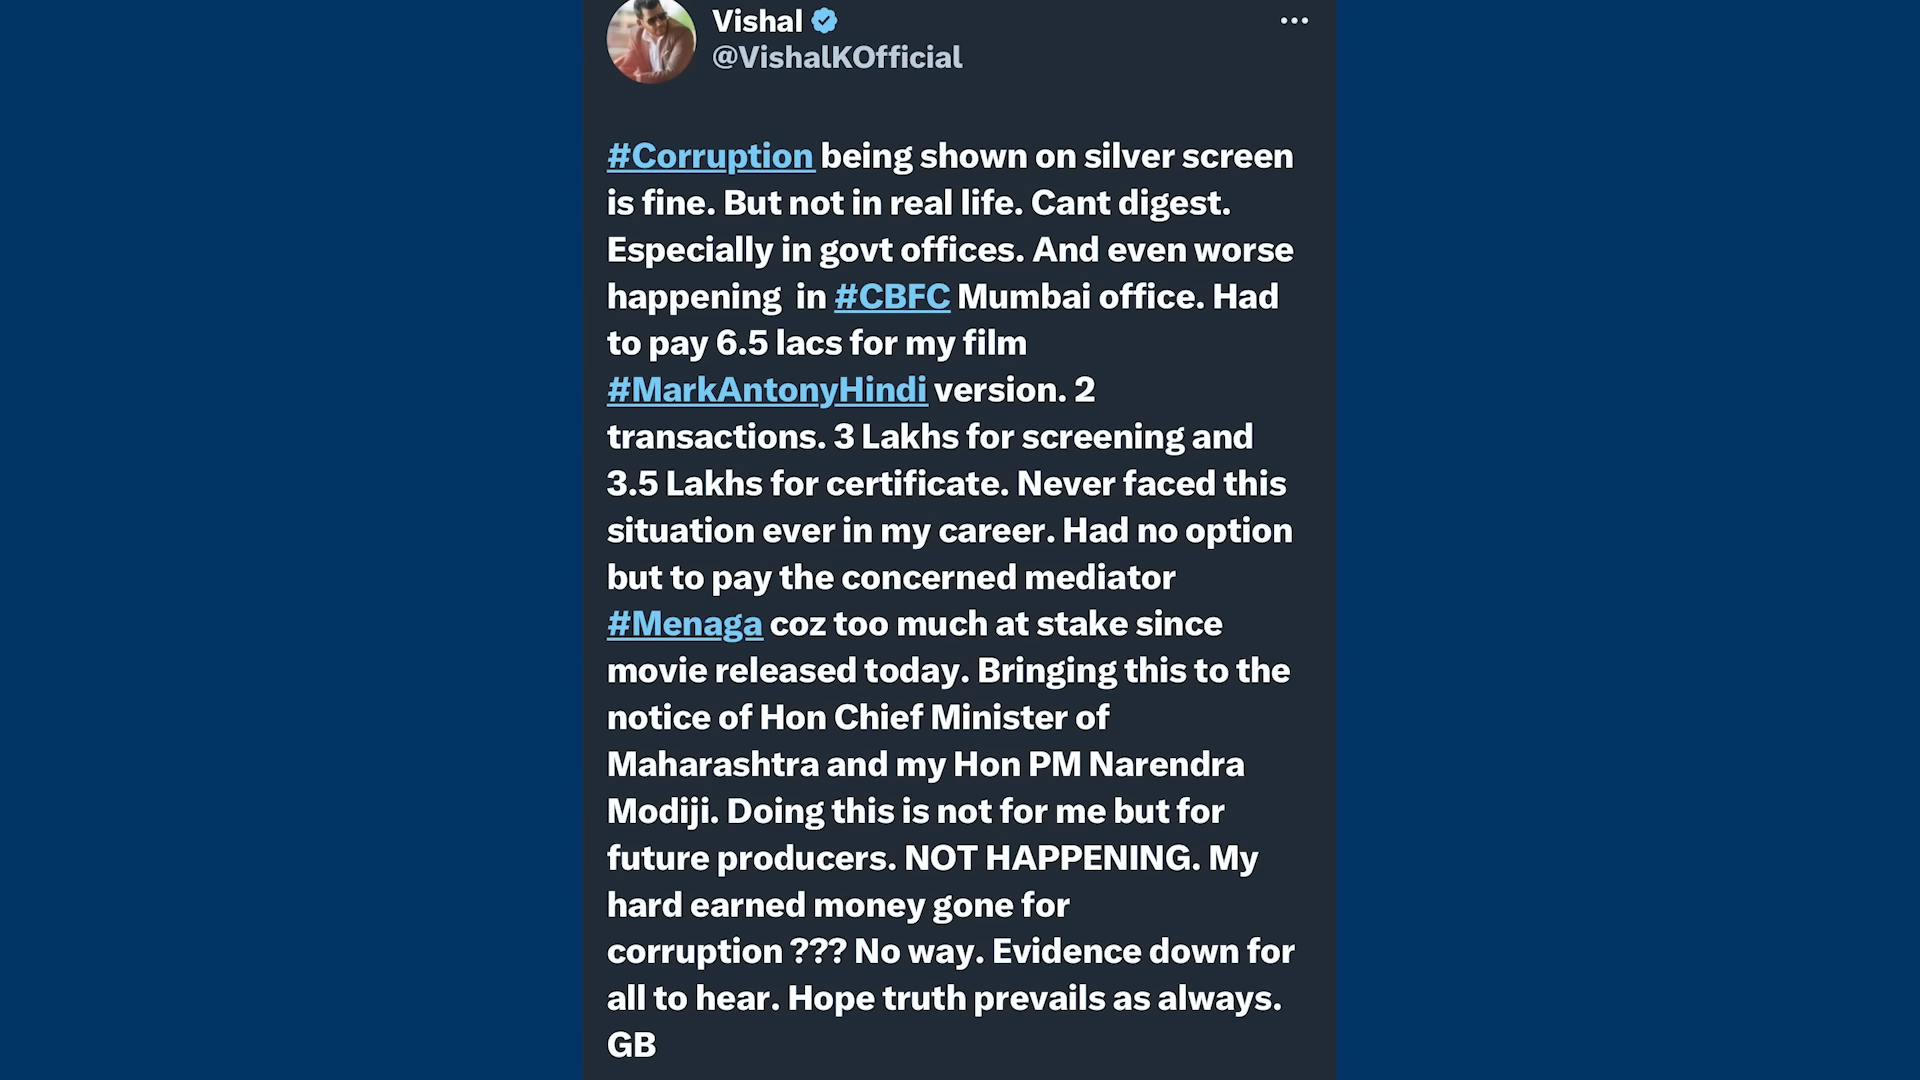 Vishal
@VishalKOfficial
#Corruption being shown on silver screen
is fine. But not in real life. Cant digest.
Especially in govt offices. And even worse
happening  in #CBFC Mumbai office. Had
to pay 6.5 lacs for my film
#MarkAntonyHindi version. 2
transactions. 3 Lakhs for screening and
3.5 Lakhs for certificate. Never faced this
situation ever in my career. Had no option
but to pay the concerned mediator
#Menaga coz too much at stake since
movie released today. Bringing this to the
notice of Hon Chief Minister of
Maharashtra and my Hon PM Narendra
Modiji. Doing this is not for me but for
future producers. NOT HAPPENING. My
hard earned money gone for
corruption ??? No way. Evidence down for
all to hear. Hope truth prevails as always.
GB